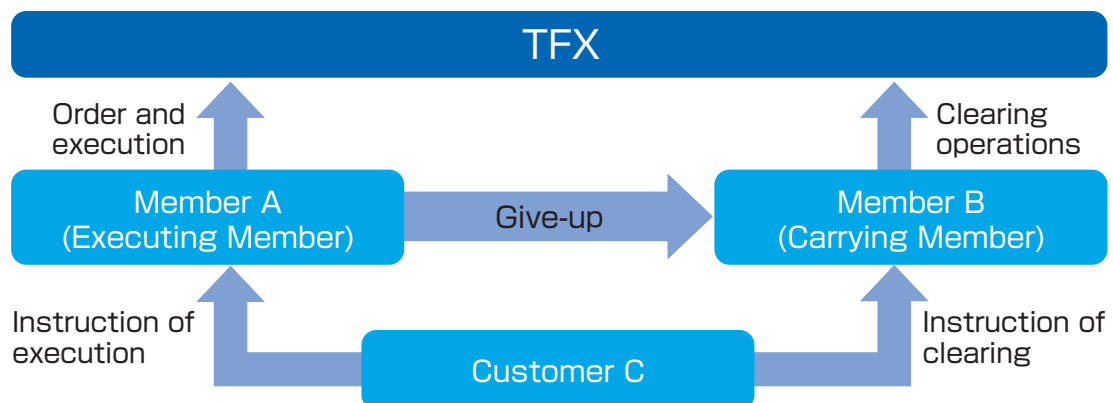 TFX
Order and
execution
Clearing
operations
Member A
(Executing Member)
Give-up
Member B
(Carrying Member)
Instruction of
execution
Customer C
Instruction of
clearing